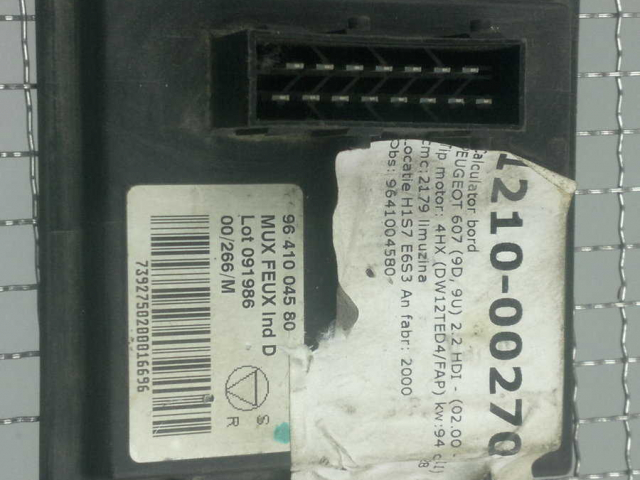 1210-00270
Calculator bord
PEUGEOT 607 (9D, 9U) 2.2 HDI - (02.00 -
Tip motor: 4HX (DW12TED4/FAP) kw:94 cil
cmc:2179 limuzina
Locatie H1S7 E6S3 An fabr: 2000
Obs: 9641004580
96 410 045 80
MUX FEUX Ind D
Lot 091986
00/266/M
S
R